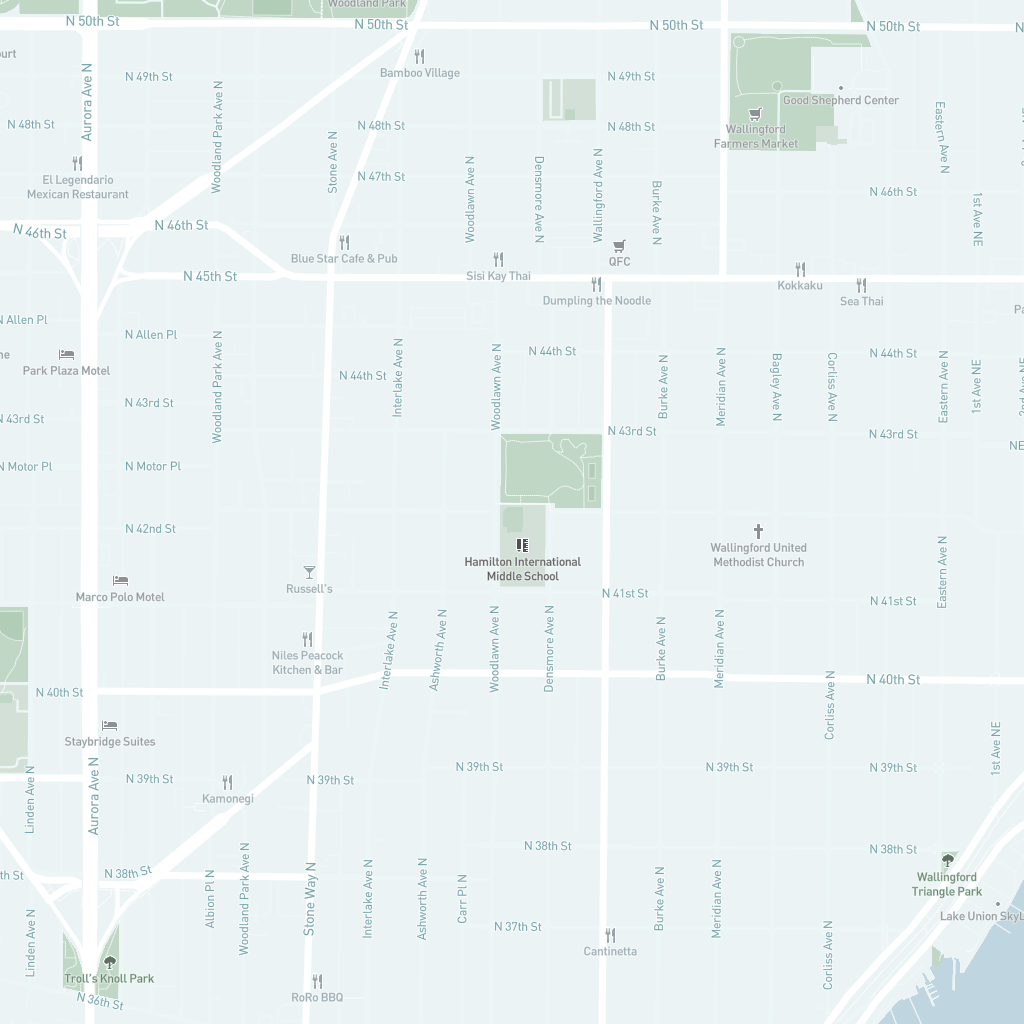 Woodland Park
N 50th St
N 50th St
N 50th St
N 50th St
N
Bamboo Village
N 49th St
N 49th St
Good Shepherd Center
Aurora Ave N
Woodland Park Ave N
N 48th St
N 48th St
N 48th St
Wallingford
Farmers Market
Eastern Ave N
Stone Ave N
El Legendario
Mexican Restaurant
N 47th St
Woodlawn Ave N
Densmore Ave N
Wallingford Ave N
Burke Ave N
N 46th St
1st Ave NE
N 46th St
N 46th St
Blue Star Cafe & Pub
QFC
N 45th St
Sisi Kay Thai
Kokkaku
Dumpling the Noodle
Sea Thai
N Allen Pl
N Allen Pl
Park Plaza Motel
Woodland Park Ave N
N 44th St
Interlake Ave N
Woodlawn Ave N
N 44th St
Burke Ave N
Meridian Ave N
Bagley Ave N
Corliss Ave N
N 44th St
Eastern Ave N
1st Ave NE
N 43rd St
N 43rd St
N 43rd St
N 43rd St
NE
N Motor Pl
N Motor Pl
N 42nd St
Hamilton International
Middle School
Wallingford United
Methodist Church
Eastern Ave N
Marco Polo Motel
Russell's
N 41st St
N 41st St
Niles Peacock
Kitchen & Bar
Interlake Ave N
Ashworth Ave N
Woodlawn Ave N
Densmore Ave N
Burke Ave N
Meridian Ave N
N 40th St
N 40th St
Corliss Ave N
1st Ave NE
Staybridge Suites
Aurora Ave N
Linden Ave N
N 39th St
Kamonegi
N 39th St
N 39th St
N 39th St
N 39th St
N 38th St
N 38th St
N 38th St
Wallingford
Triangle Park
Linden Ave N
Albion Pl N
Woodland Park Ave N
Stone Way N
Interlake Ave N
Ashworth Ave N
Carr Pl N
N 37th St
Cantinetta
Burke Ave N
Meridian Ave N
Corliss Ave N
Lake Union SkyL
Troll's Knoll Park
N 36th St
RoRo BBQ